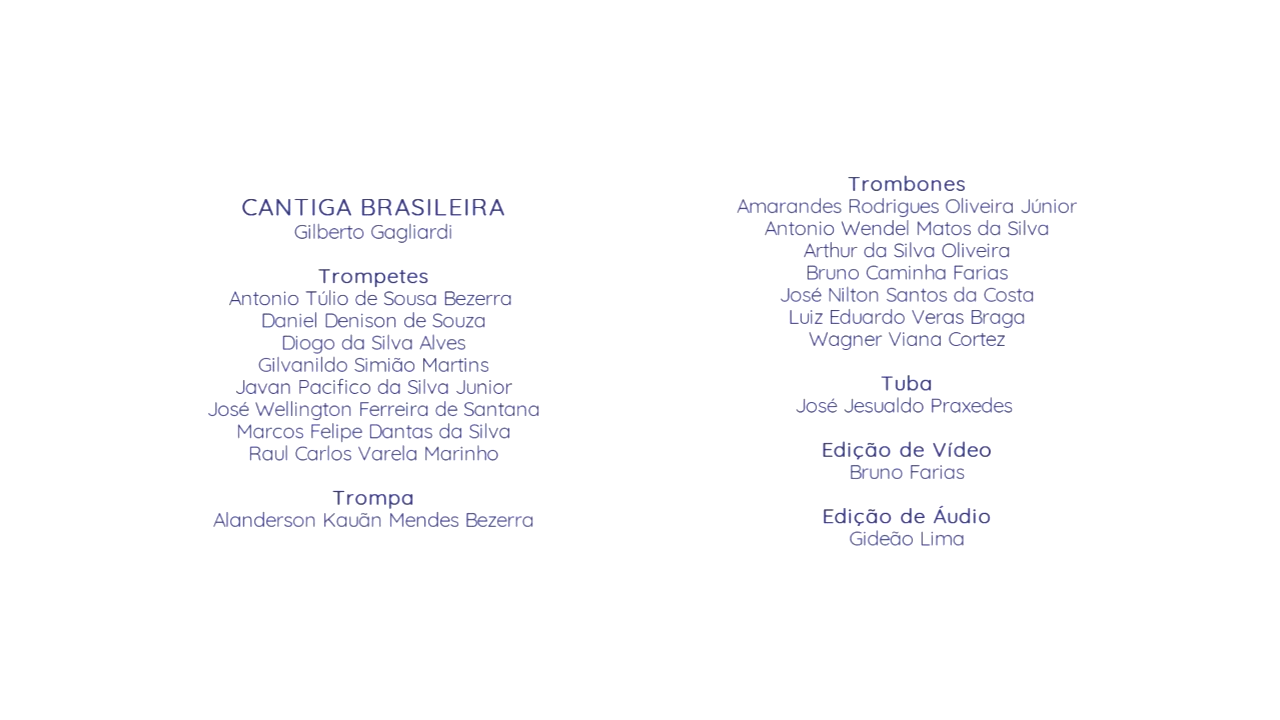 CANTIGA BRASILEIRA
Gilberto Gagliardi
Trompetes
Antonio Túlio de Sousa Bezerra
Daniel Denison de Souza
Diogo da Silva Alves
Gilvanildo Simião Martins
Javan Pacifico da Silva Junior
José Wellington Ferreira de Santana
Marcos Felipe Dantas da Silva
Raul Carlos Varela Marinho
Trompa
Alanderson Kauãn Mendes Bezerra
Trombones
Amarandes Rodrigues Oliveira Júnior
Antonio Wendel Matos da Silva
Arthur da Silva Oliveira
Bruno Caminha Farias
José Nilton Santos da Costa
Luiz Eduardo Veras Braga
Wagner Viana Cortez
Tuba
José Jesualdo Praxedes
Edição de Vídeo
Bruno Farias
Edição de Áudio
Gideão Lima